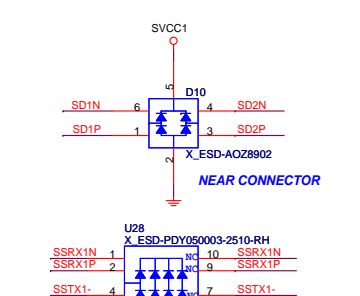 SVCC1
5
D10
SD1N 6 4 SD2N
SD1P 1 3 SD2P
2
X_ESD-AOZ8902
NEAR CONNECTOR
U28
X_ESD-PDY050003-2510-RH
SSRX1N 1 NC 10 SSRX1N
SSRX1P 2 NC 9 SSRX1P
SSTX1- 4 NC 7 SSTX1-